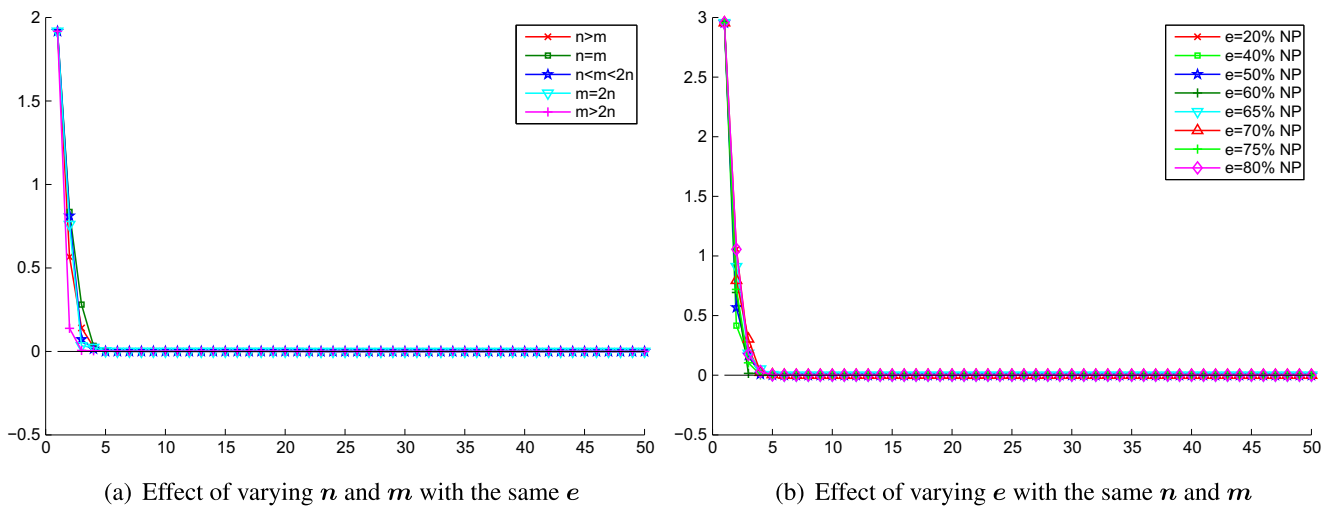 2
1.5
1
0.5
0
−0.5
0 5 10 15 20 25 30 35 40 45 50
n>m
n=m
n<m<2n
m=2n
m>2n
(a) Effect of varying n and m with the same e
3
2.5
2
1.5
1
0.5
0
−0.5
0 5 10 15 20 25 30 35 40 45 50
e=20% NP
e=40% NP
e=50% NP
e=60% NP
e=65% NP
e=70% NP
e=75% NP
e=80% NP
(b) Effect of varying e with the same n and m